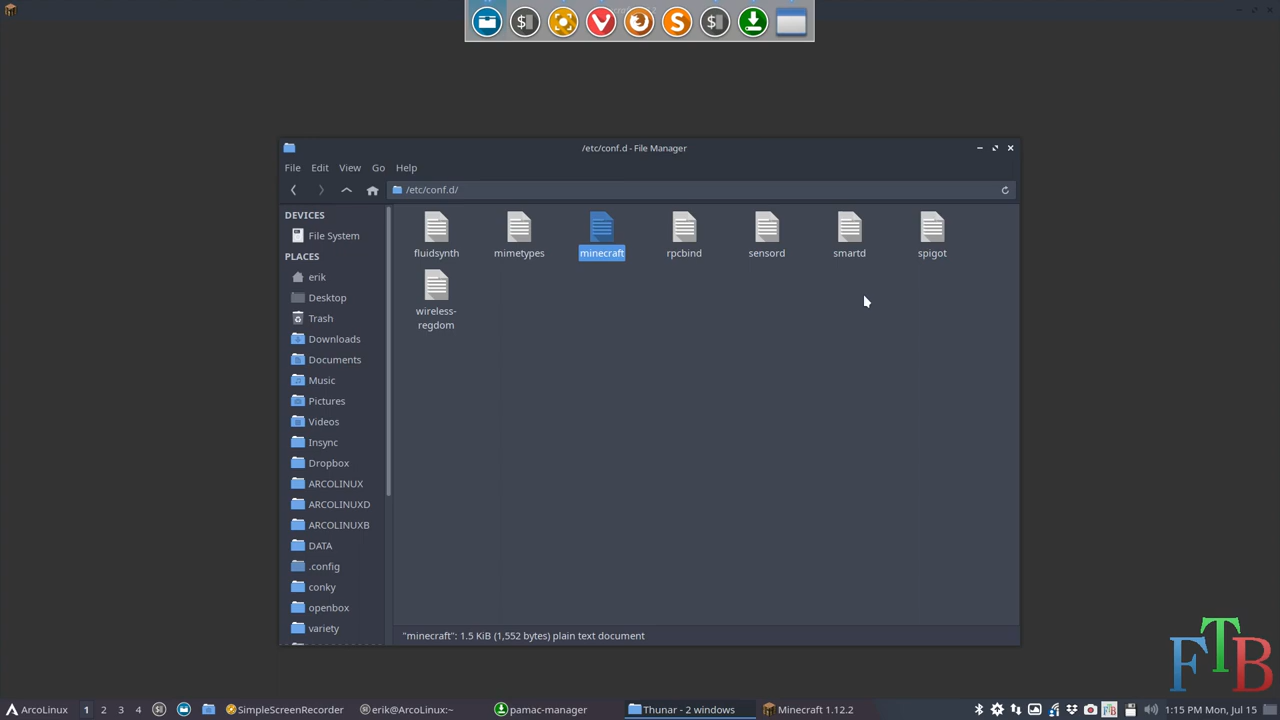 /etc/conf.d - File Manager
File Edit View Go Help
/etc/conf.d/
DEVICES
File System
PLACES
erik
Desktop
Trash
Downloads
Documents
Music
Pictures
Videos
Insync
Dropbox
ARCOLINUX
ARCOLINUXD
ARCOLINUXB
DATA
.config
conky
openbox
variety
fluidsynth mimetypes minecraft rpcbind sensord smartd spigot
wireless-
regdom
"minecraft": 1.5 KiB (1,552 bytes) plain text document
FTB
ArcoLinux 1 2 3 4 SimpleScreenRecorder erik@ArcoLinux:~ pamac-manager Thunar - 2 windows Minecraft 1.12.2 1:15 PM Mon, Jul 15